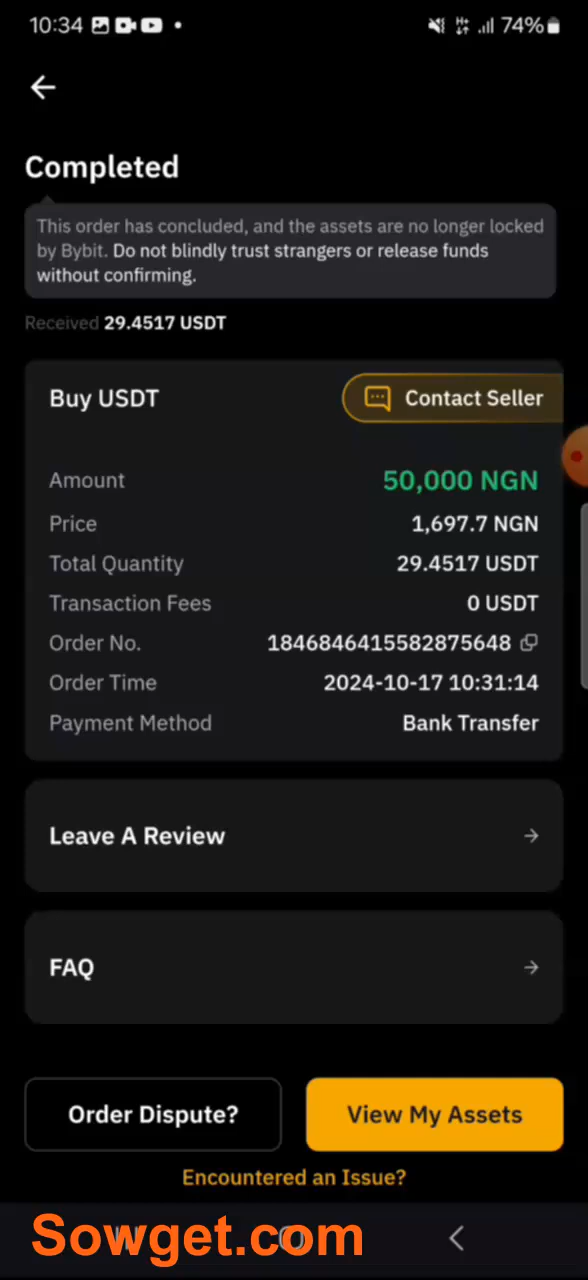 10:34
74%
Completed
This order has concluded, and the assets are no longer locked
by Bybit. Do not blindly trust strangers or release funds
without confirming.
Received 29.4517 USDT
Buy USDT
Contact Seller
Amount 50,000 NGN
Price 1,697.7 NGN
Total Quantity 29.4517 USDT
Transaction Fees 0 USDT
Order No. 1846846415582875648
Order Time 2024-10-17 10:31:14
Payment Method Bank Transfer
Leave A Review
FAQ
Order Dispute?
View My Assets
Encountered an Issue?
Sowget.com